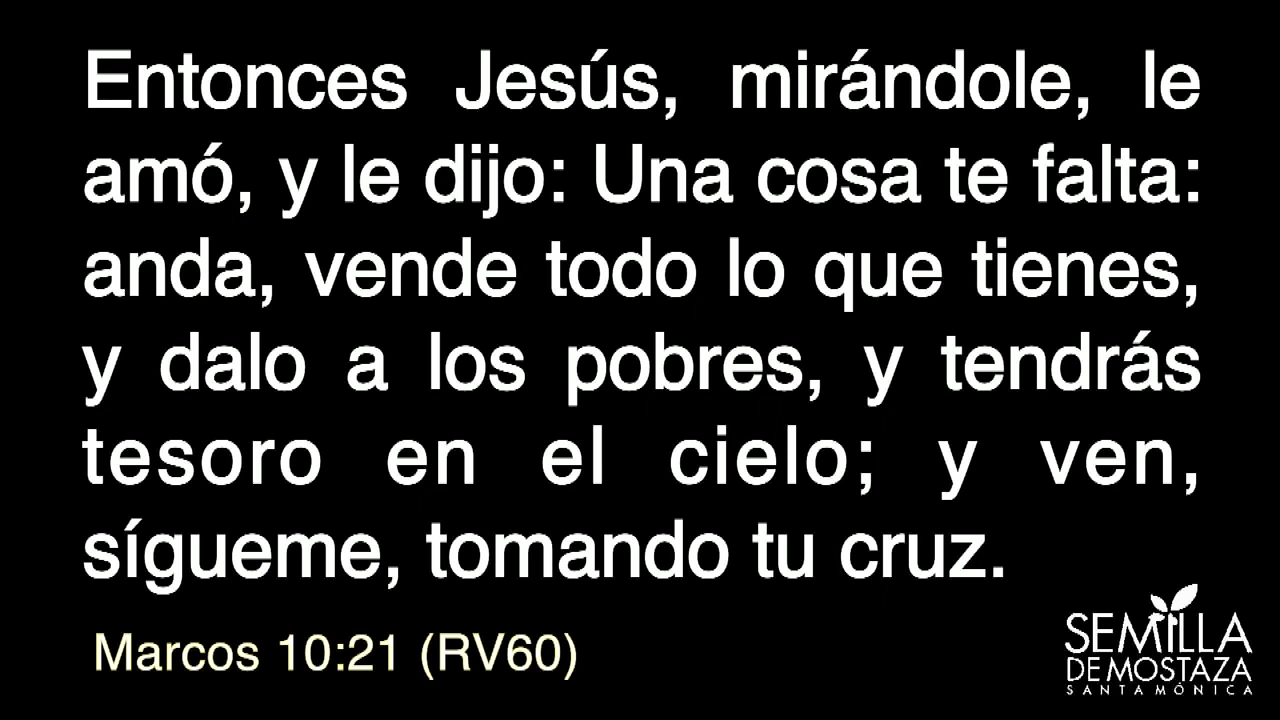 Entonces Jesús, mirándole, le
amó, y le dijo: Una cosa te falta:
anda, vende todo lo que tienes,
y dalo a los pobres, y tendrás
tesoro en el cielo; y ven,
sígueme, tomando tu cruz.
Marcos 10:21 (RV60)
SEMILLA
DE MOSTAZA
SANTA MÓNICA